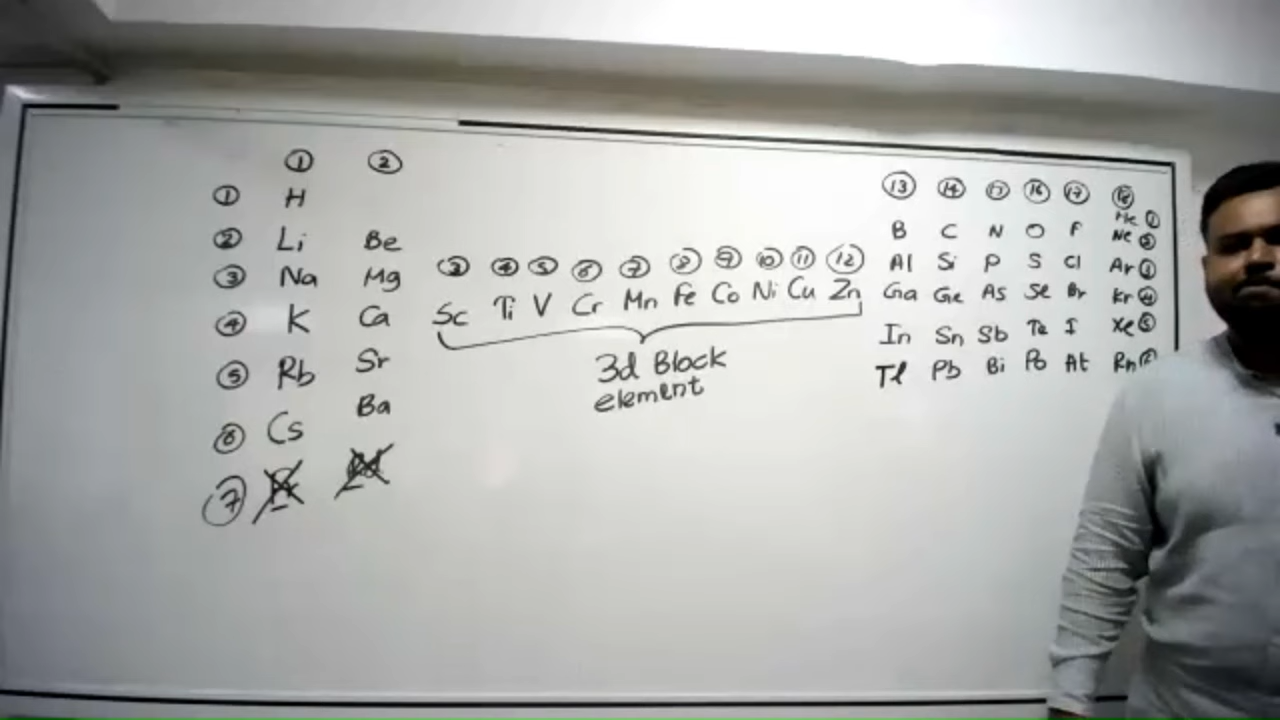 ① ②
① H
② Li Be
③ Na Mg
④ K Ca
⑤ Rb Sr
⑥ Cs Ba
⑦
③ ④ ⑤ ⑥ ⑦ ⑧ ⑨ ⑩ ⑪ ⑫
Sc Ti V Cr Mn Fe Co Ni Cu Zn
3d Block
element
⑬ ⑭ ⑯ ⑰ ⑱
He ①
B C N O F Ne ②
Al Si P S Cl Ar ③
Ga Ge As Se Br Kr ④
In Sn Sb Te I Xe ⑤
Tl Pb Bi Po At Rn ⑥